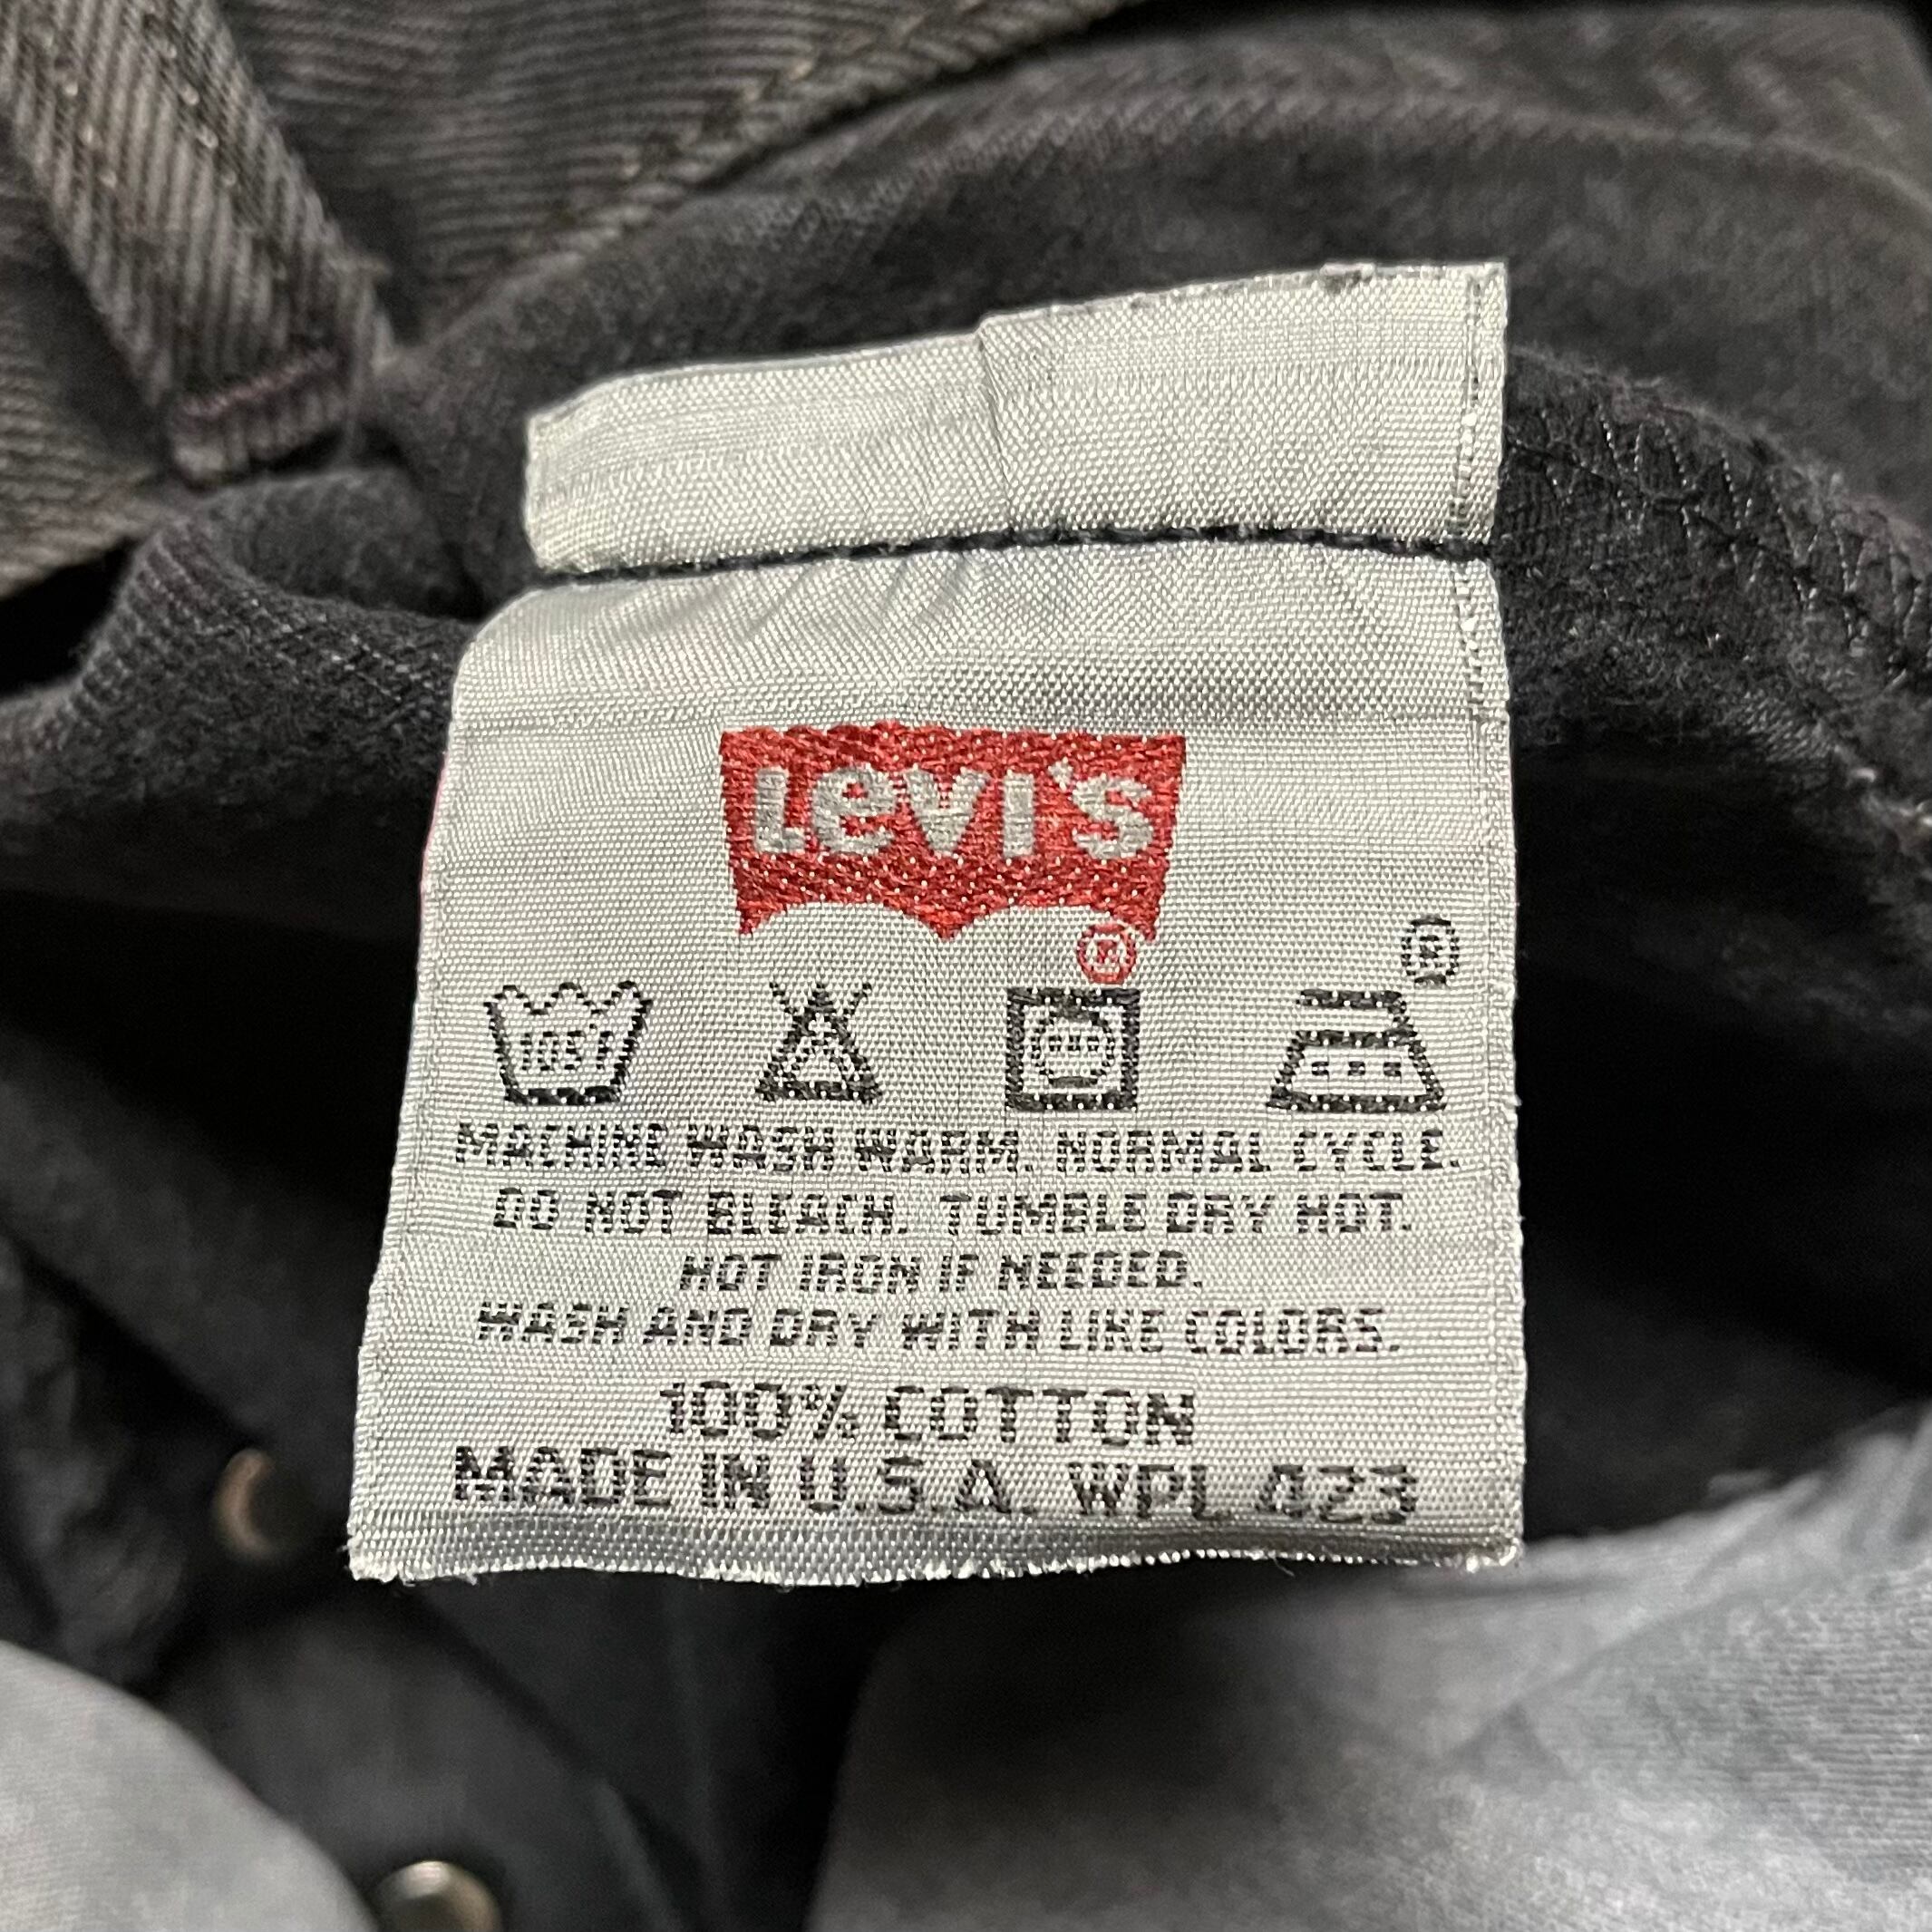 Levi's
®
®
105F
MACHINE WASH WARM. NORMAL CYCLE.
DO NOT BLEACH. TUMBLE DRY HOT.
HOT IRON IF NEEDED.
WASH AND DRY WITH LIKE COLORS.
100% COTTON
MADE IN U.S.A. WPL 423